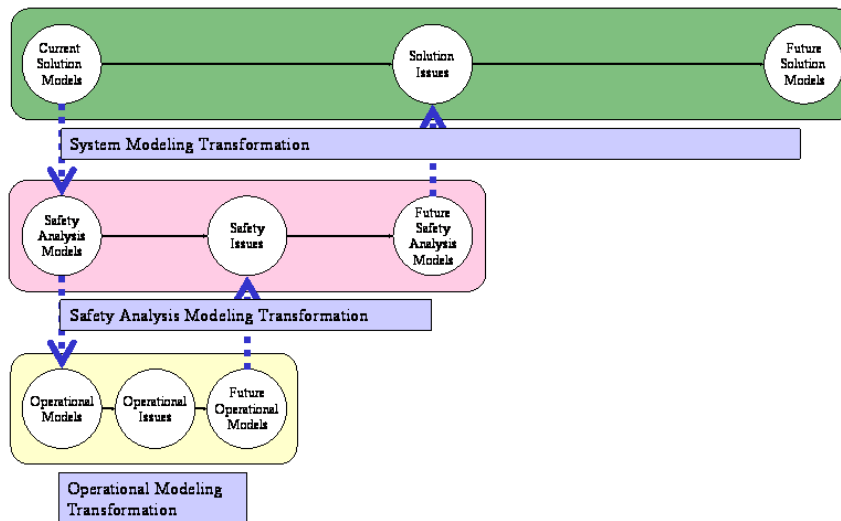 Current
Solution
Models
Solution
Issues
Future
Solution
Models
System Modeling Transformation
Safety
Analysis
Models
Safety
Issues
Future
Safety
Analysis
Models
Safety Analysis Modeling Transformation
Operational
Models
Operational
Issues
Future
Operational
Models
Operational Modeling
Transformation